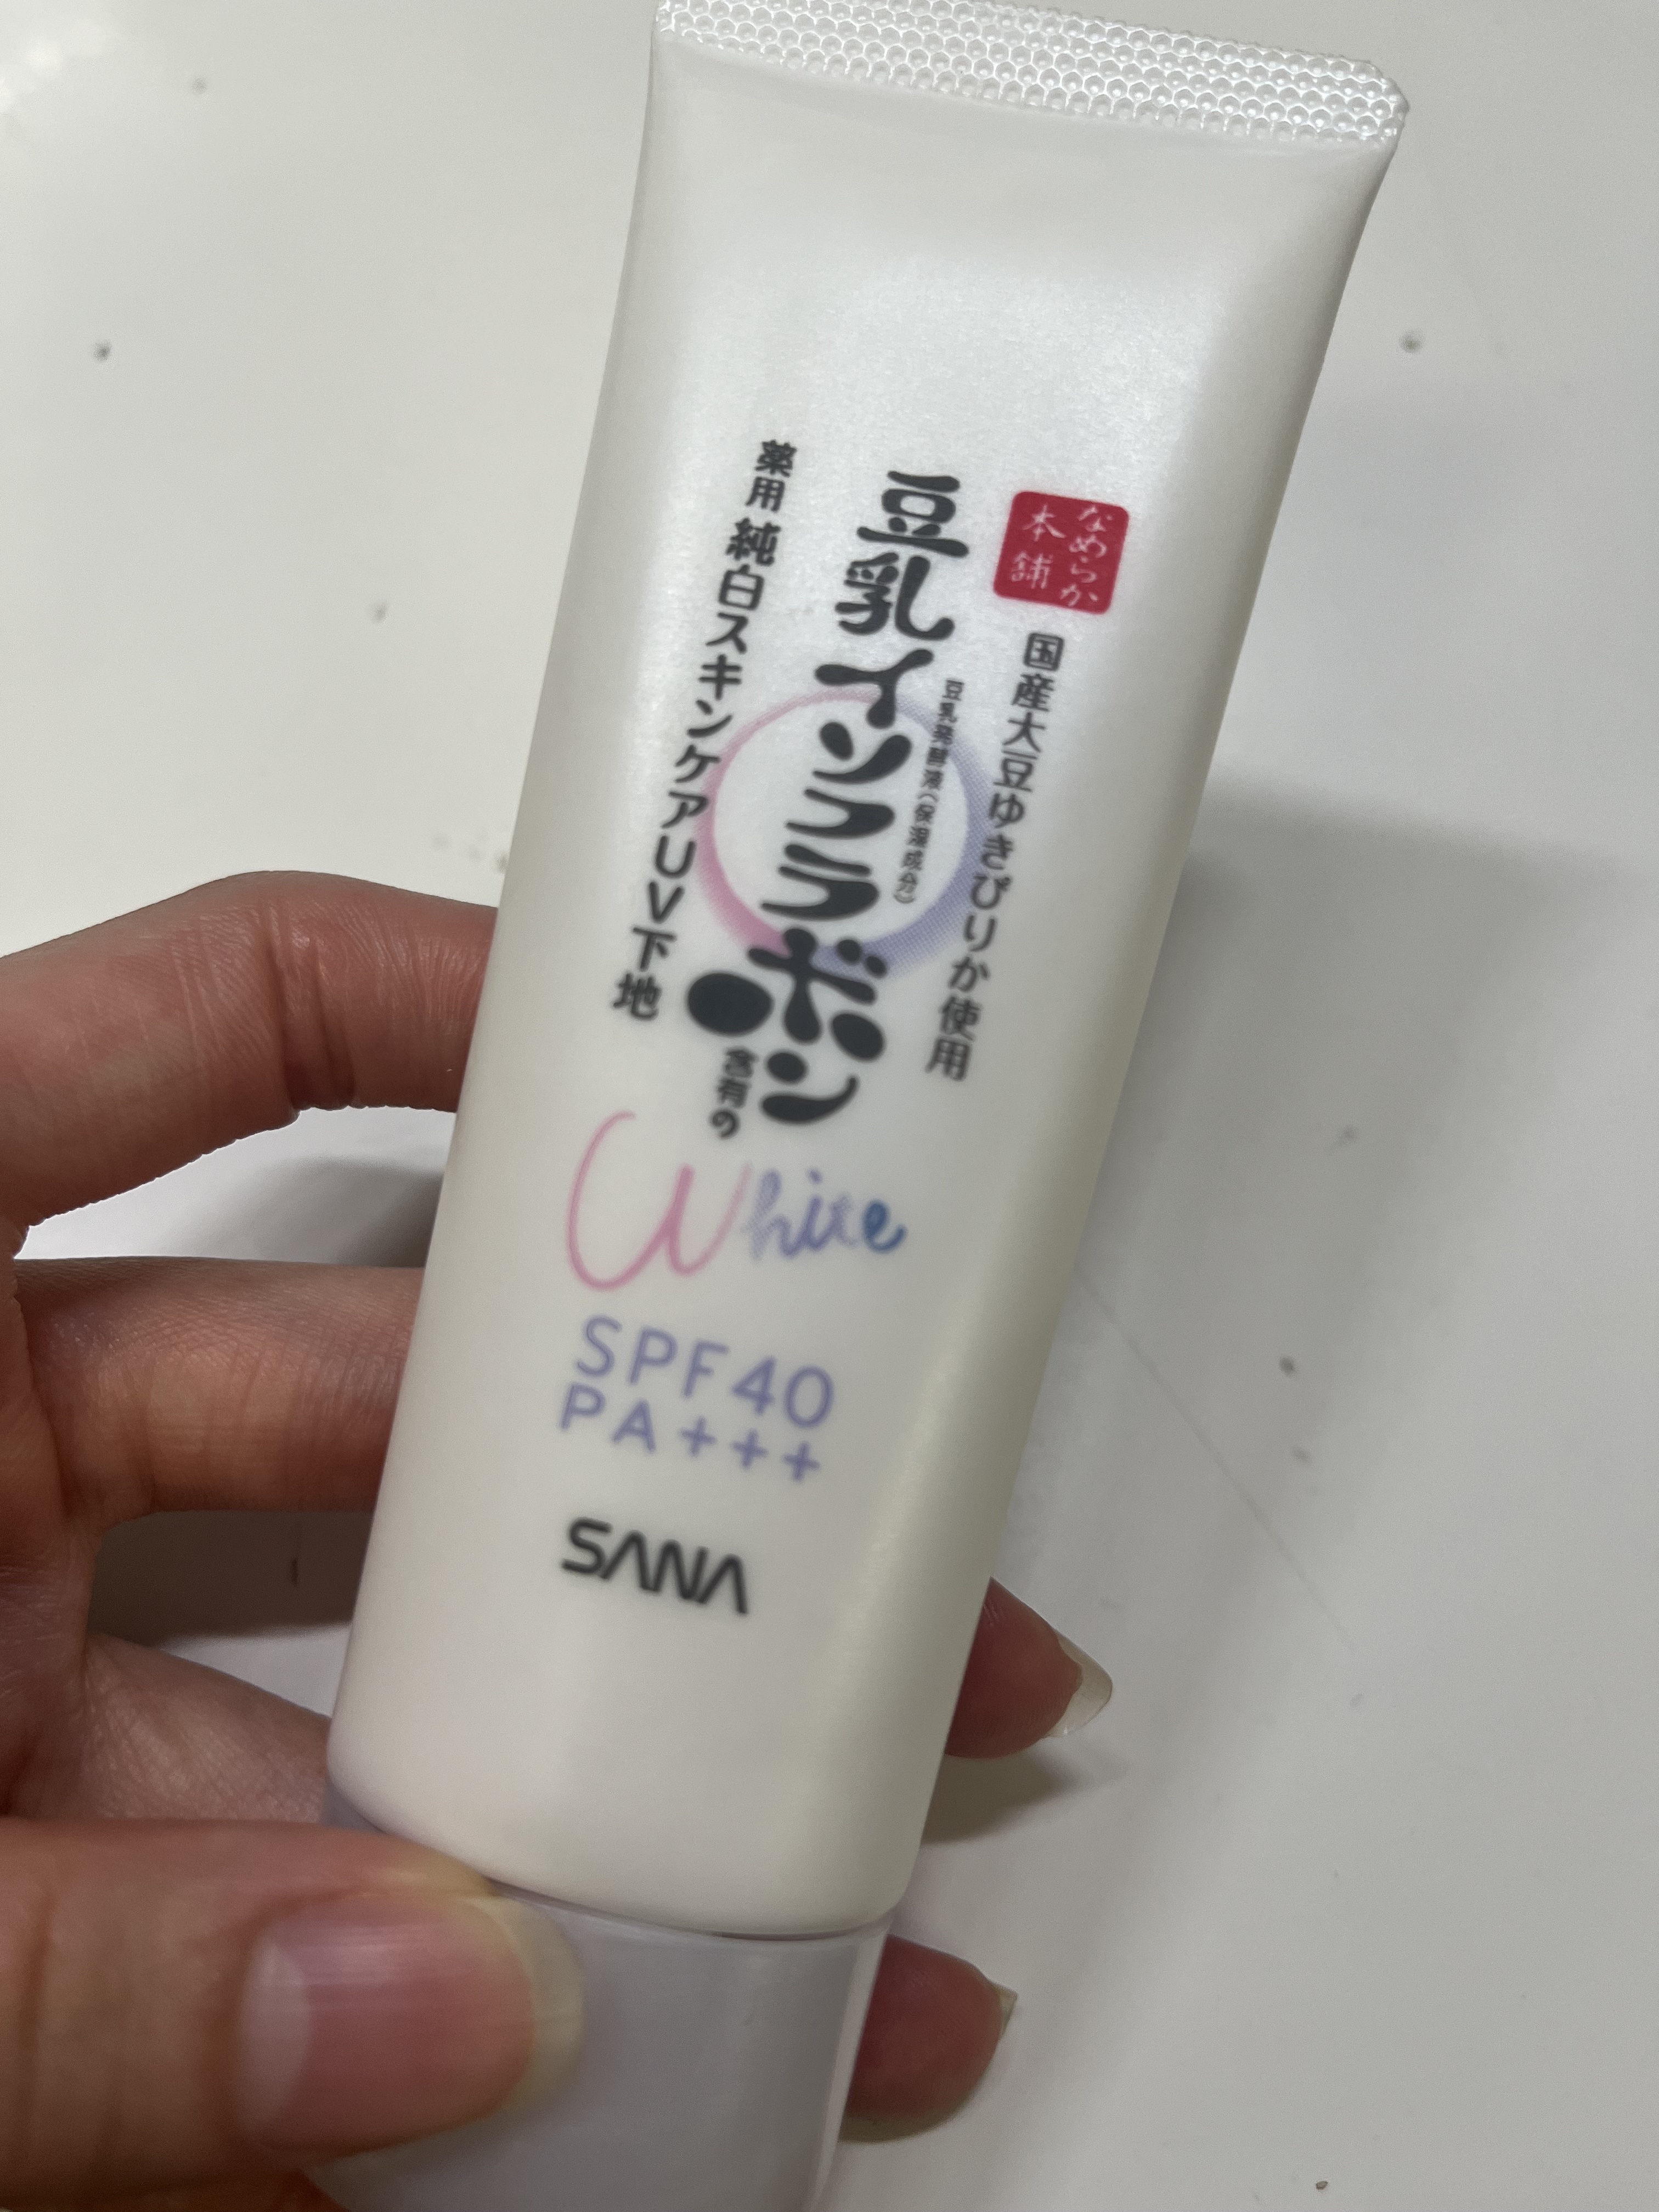 なめらか
本舗
国産大豆ゆきぴりか使用
豆乳発酵液(保湿成分)
豆乳イソフラボン
含有の
薬用 純白スキンケアUV下地
White
SPF40
PA+++
SANA